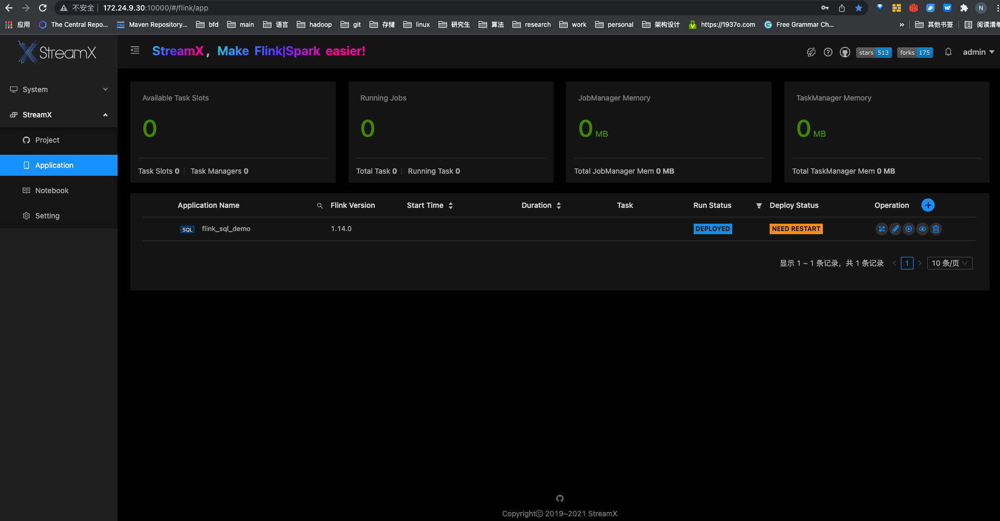 不安全 172.24.9.30:10000/#/flink/app
应用 The Central Repo... Maven Repository... bfd main 语言 hadoop git 存储 linux 研究生 算法 research work personal 架构设计 https://1937o.com Free Grammar Ch... » 其他书签 阅读清单
StreamX
StreamX, Make Flink|Spark easier!
stars 513 forks 175 admin
System
StreamX
Project
Application
Notebook
Setting
Available Task Slots
0
Task Slots 0 Task Managers 0
Running Jobs
0
Total Task 0 Running Task 0
JobManager Memory
0 MB
Total JobManager Mem 0 MB
TaskManager Memory
0 MB
Total TaskManager Mem 0 MB
Application Name Flink Version Start Time Duration Task Run Status Deploy Status Operation
SQL flink_sql_demo 1.14.0 DEPLOYED NEED RESTART
显示 1 ~ 1 条记录，共 1 条记录 < 1 > 10 条/页
Copyright© 2019~2021 StreamX